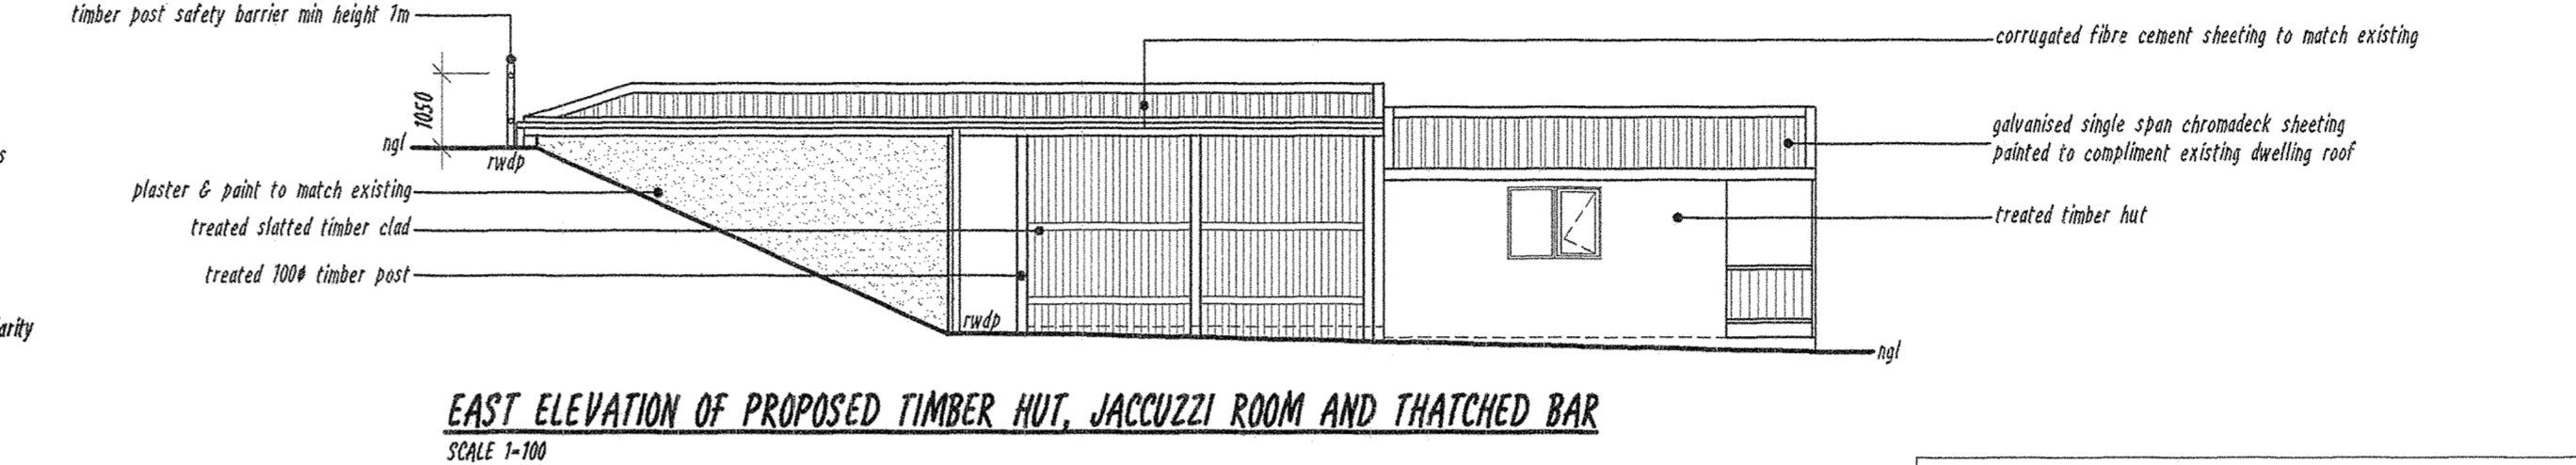 timber post safety barrier min height 1m
corrugated fibre cement sheeting to match existing
1050
galvanised single span chromadeck sheeting
painted to compliment existing dwelling roof
ngl
rwdp
s
plaster & paint to match existing
treated slatted timber clad
treated timber hut
treated 100ø timber post
rwdp
arity
ngl
EAST ELEVATION OF PROPOSED TIMBER HUT, JACCUZZI ROOM AND THATCHED BAR
SCALE 1-100